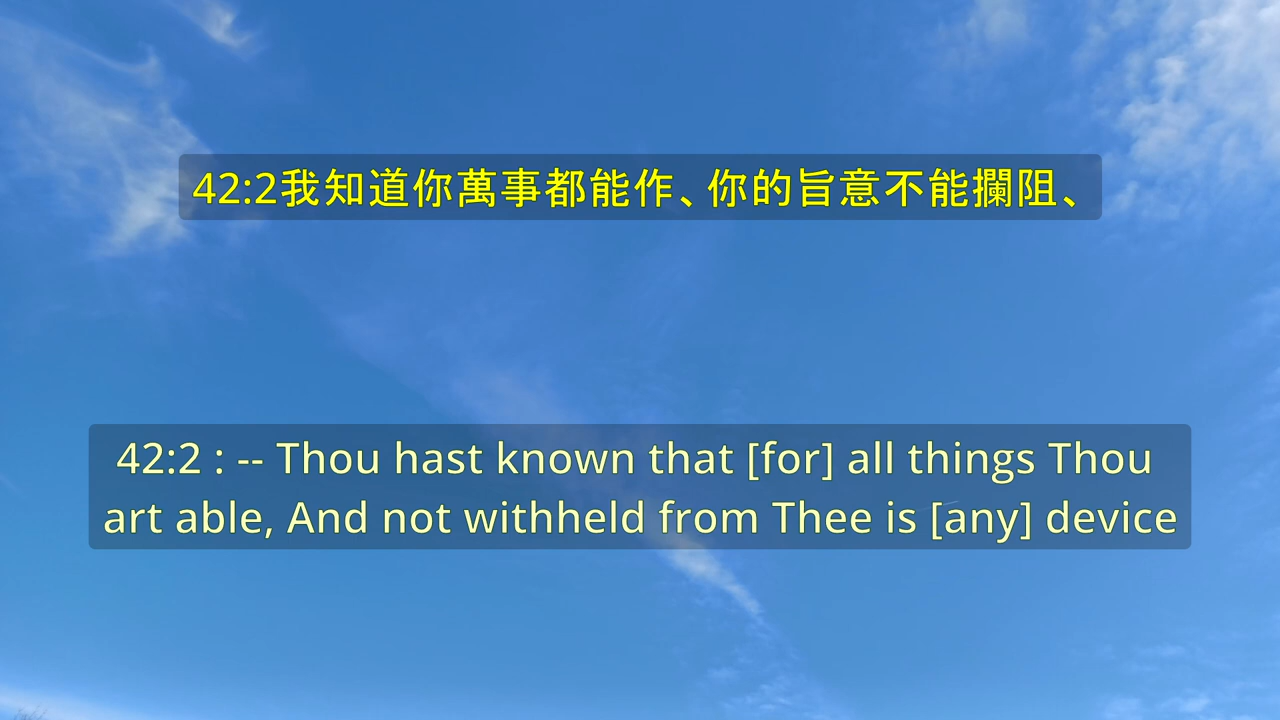 42:2我知道你萬事都能作、你的旨意不能攔阻、
42:2 : -- Thou hast known that [for] all things Thou
art able, And not withheld from Thee is [any] device